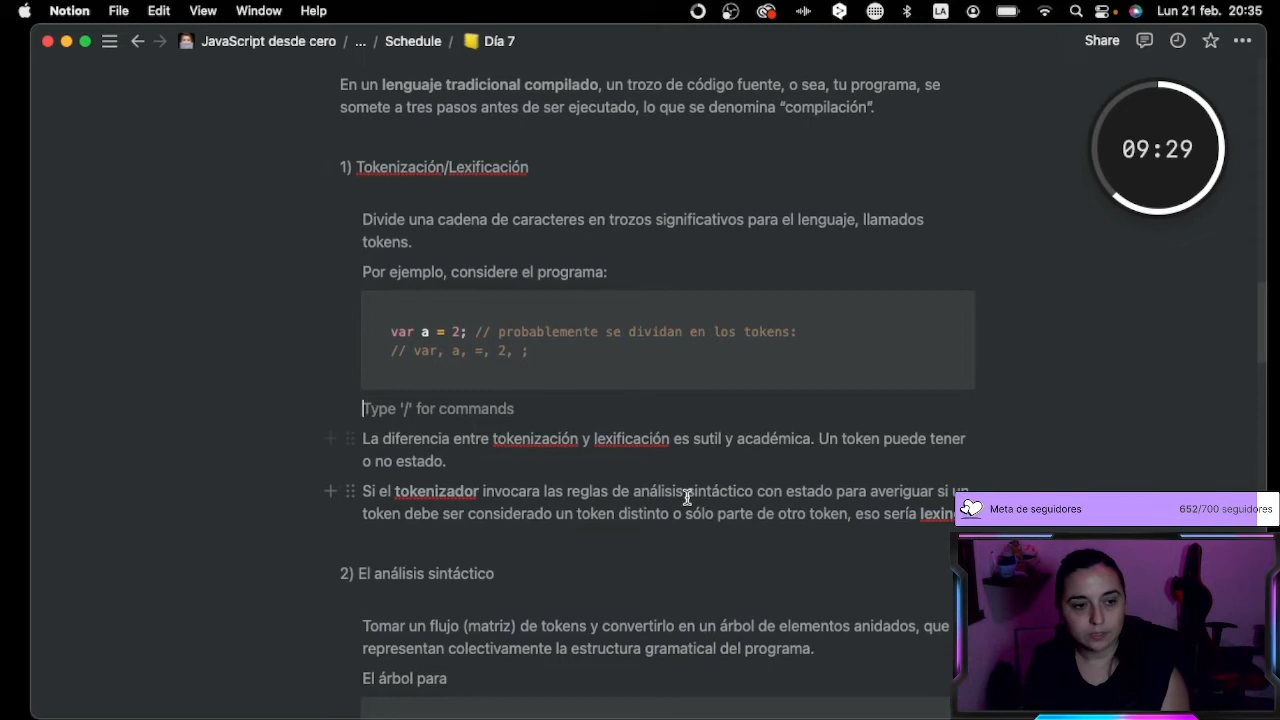 Notion File Edit View Window Help
LA
Lun 21 feb. 20:35
JavaScript desde cero / ... / Schedule / Día 7
Share
En un lenguaje tradicional compilado, un trozo de código fuente, o sea, tu programa, se
somete a tres pasos antes de ser ejecutado, lo que se denomina “compilación”.
09:29
1) Tokenización/Lexificación
Divide una cadena de caracteres en trozos significativos para el lenguaje, llamados
tokens.
Por ejemplo, considere el programa:
var a = 2; // probablemente se dividan en los tokens:
// var, a, =, 2, ;
Type '/' for commands
La diferencia entre tokenización y lexificación es sutil y académica. Un token puede tener
o no estado.
Si el tokenizador invocara las reglas de análisis sintáctico con estado para averiguar si un
token debe ser considerado un token distinto o sólo parte de otro token, eso sería
Meta de seguidores 652/700 seguidores
2) El análisis sintáctico
Tomar un flujo (matriz) de tokens y convertirlo en un árbol de elementos anidados, que
representan colectivamente la estructura gramatical del programa.
El árbol para